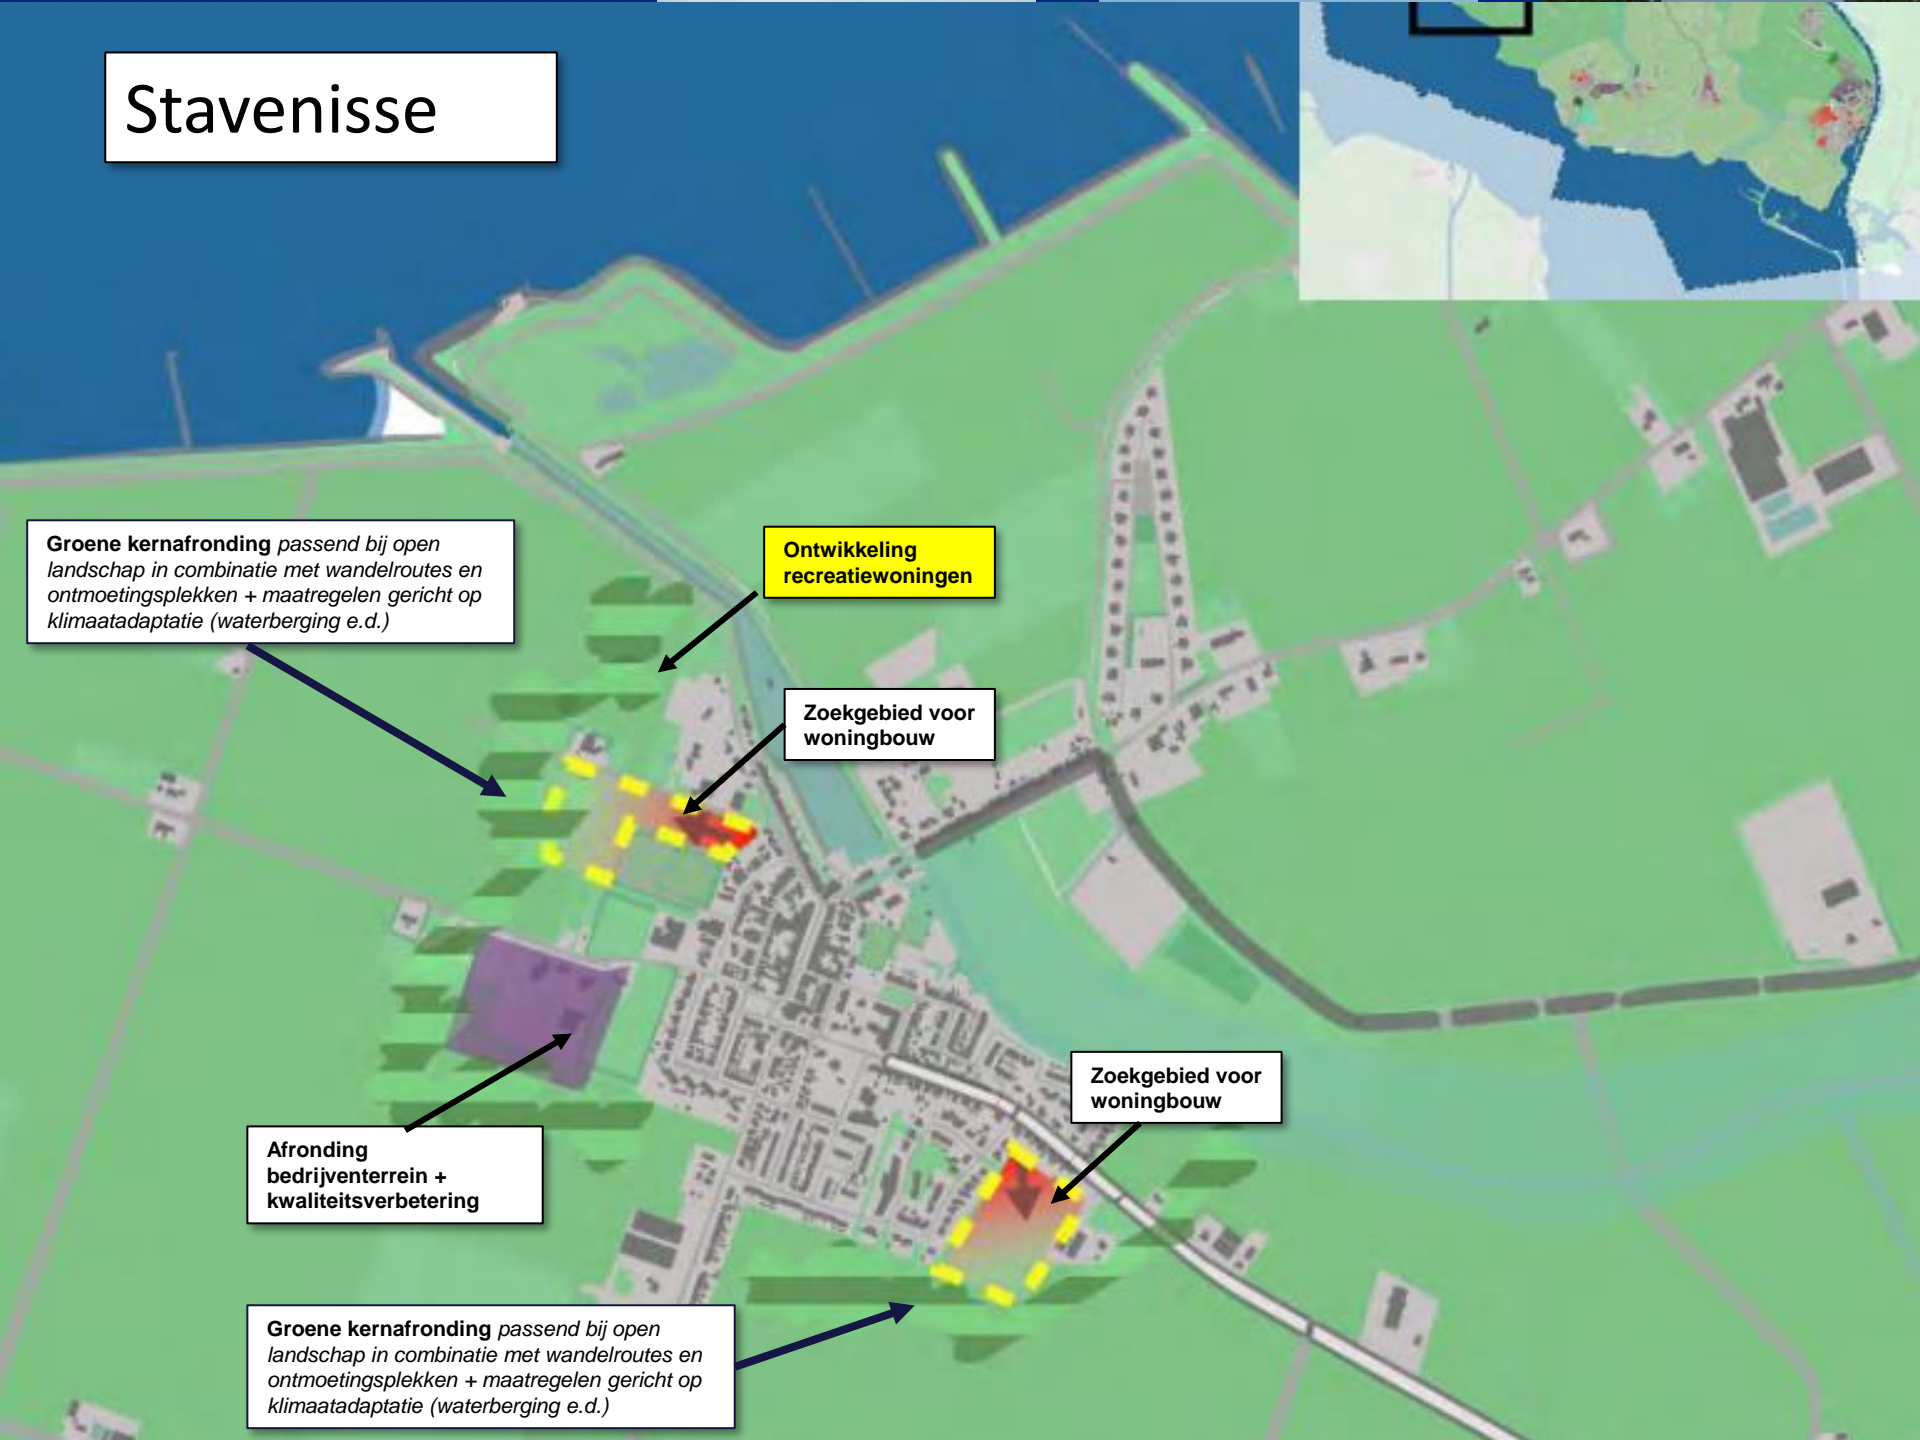 Stavenisse
Groene kernafronding passend bij open
landschap in combinatie met wandelroutes en
ontmoetingsplekken + maatregelen gericht op
klimaatadaptatie (waterberging e.d.)
Ontwikkeling
recreatiewoningen
Zoekgebied voor
woningbouw
Zoekgebied voor
woningbouw
Afronding
bedrijventerrein +
kwaliteitsverbetering
Groene kernafronding passend bij open
landschap in combinatie met wandelroutes en
ontmoetingsplekken + maatregelen gericht op
klimaatadaptatie (waterberging e.d.)